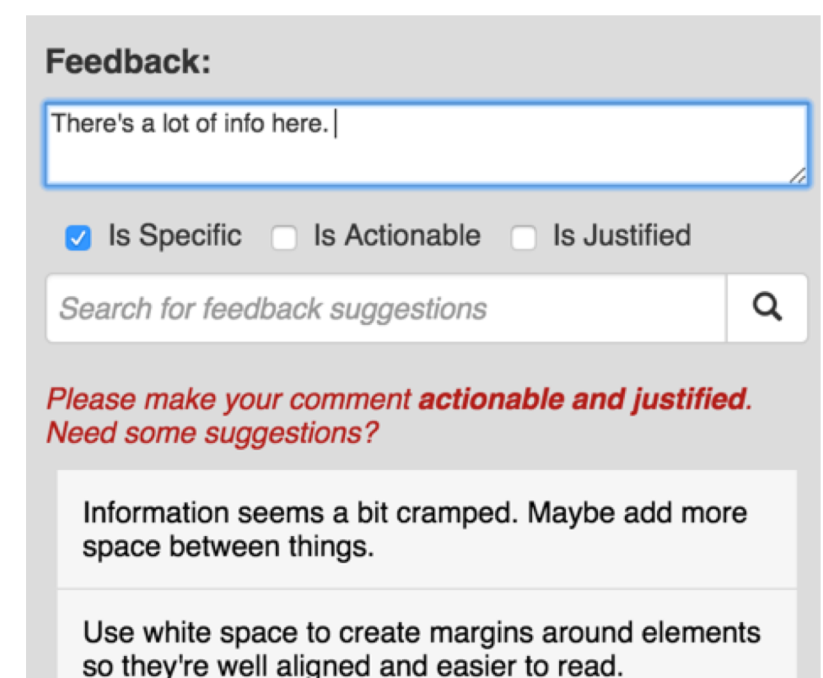 Feedback:
There's a lot of info here.
Is Specific Is Actionable Is Justified
Search for feedback suggestions
Please make your comment actionable and justified.
Need some suggestions?
Information seems a bit cramped. Maybe add more
space between things.
Use white space to create margins around elements
so they're well aligned and easier to read.